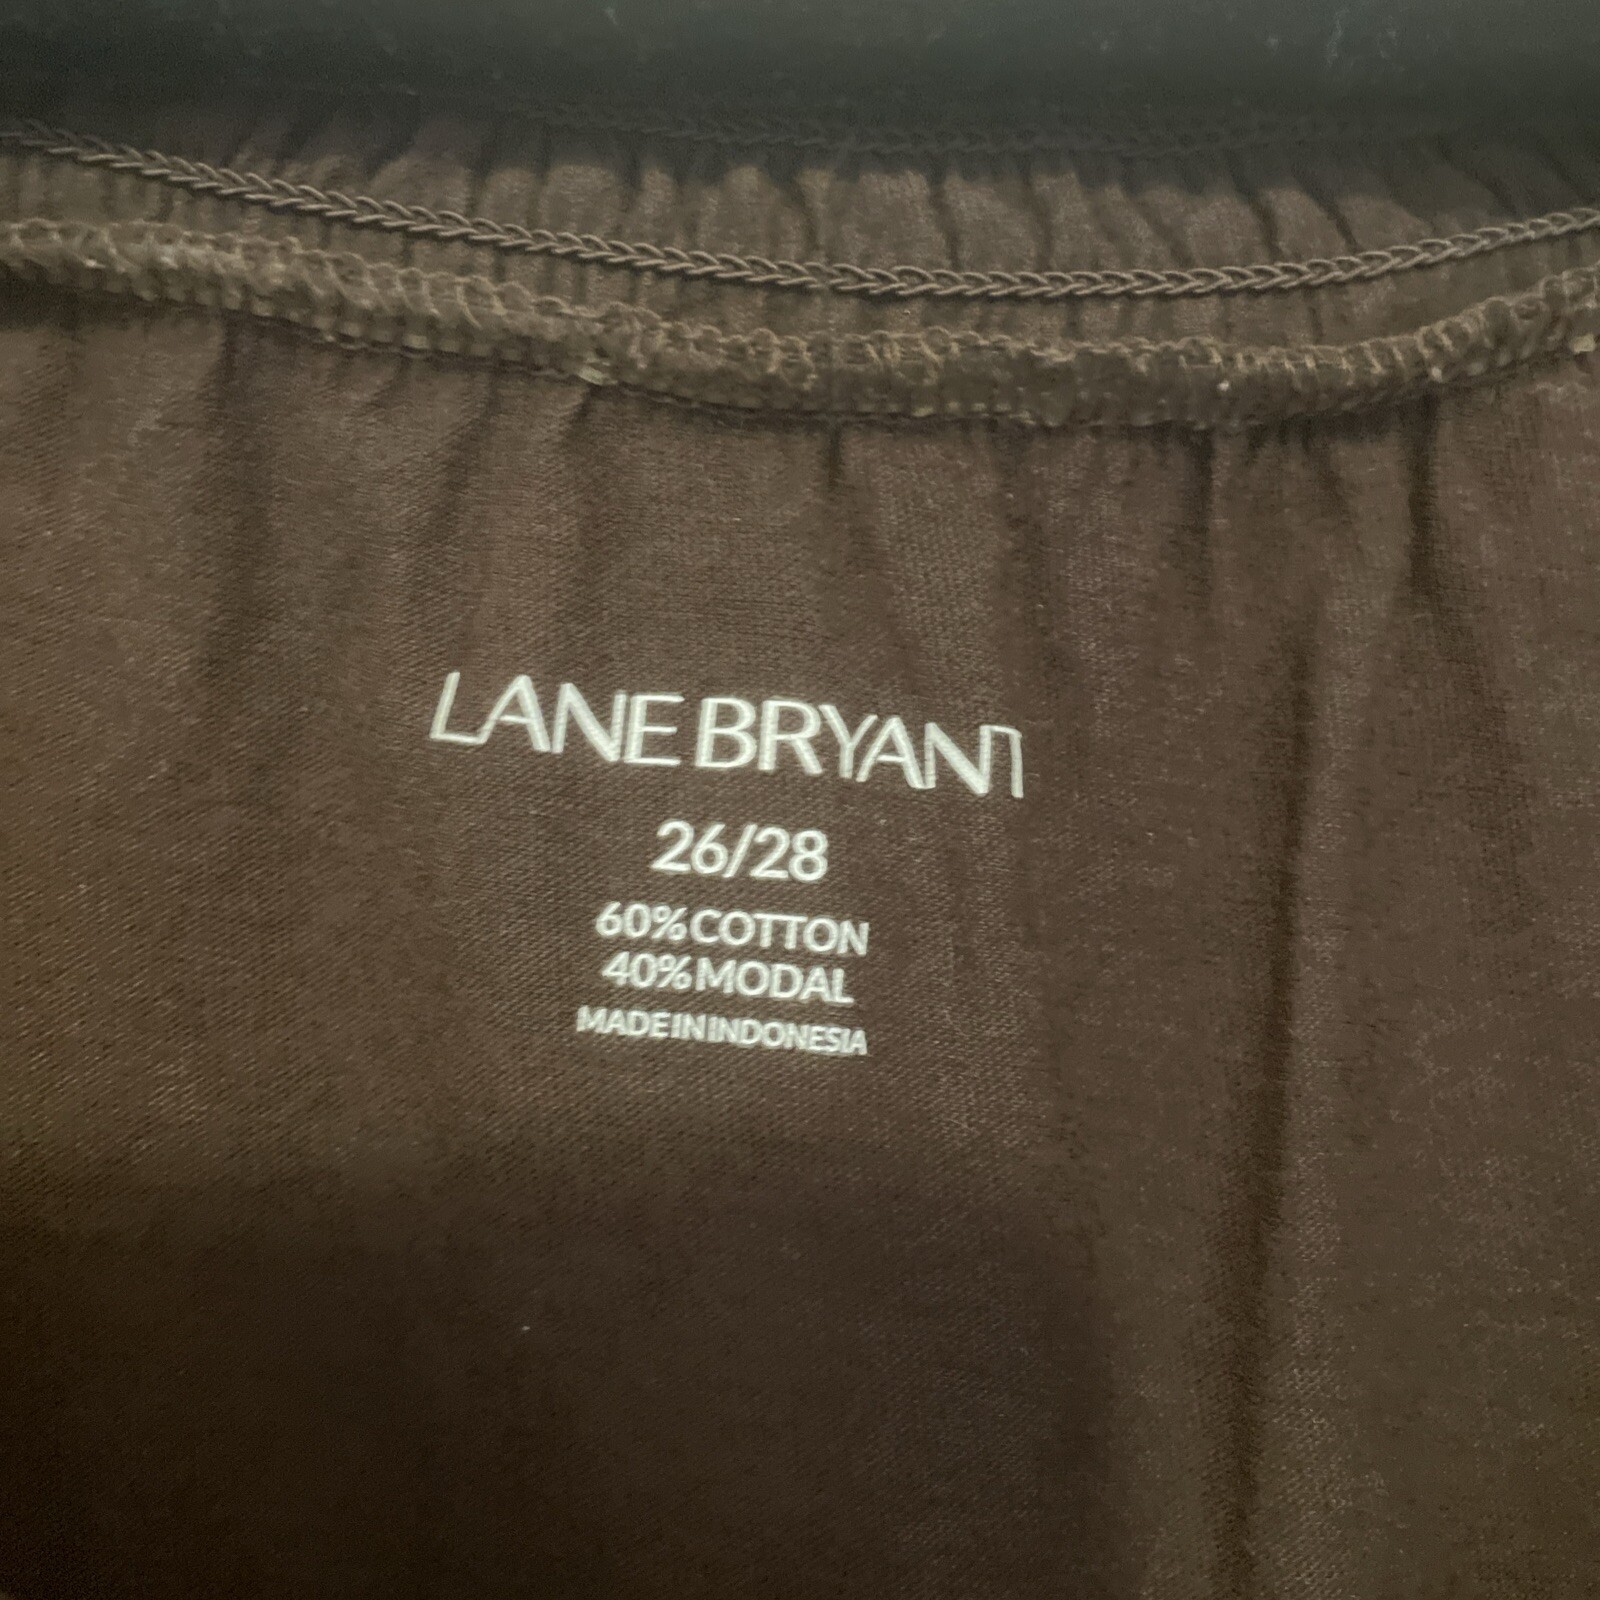 LANE BRYANT
26/28
60% COTTON
40% MODAL
MADE IN INDONESIA